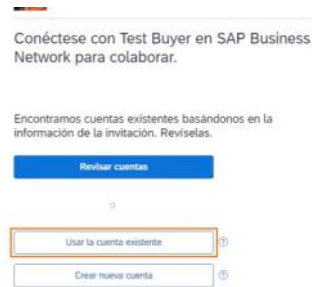 Conéctese con Test Buyer en SAP Business
Network para colaborar.
Encontramos cuentas existentes basándonos en la
información de la invitación. Revíselas.
Revisar cuentas
o
Usar la cuenta existente
Crear nueva cuenta